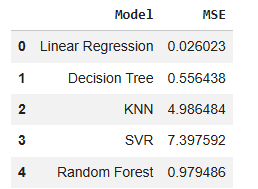 Model MSE
0 Linear Regression 0.026023
1 Decision Tree 0.556438
2 KNN 4.986484
3 SVR 7.397592
4 Random Forest 0.979486